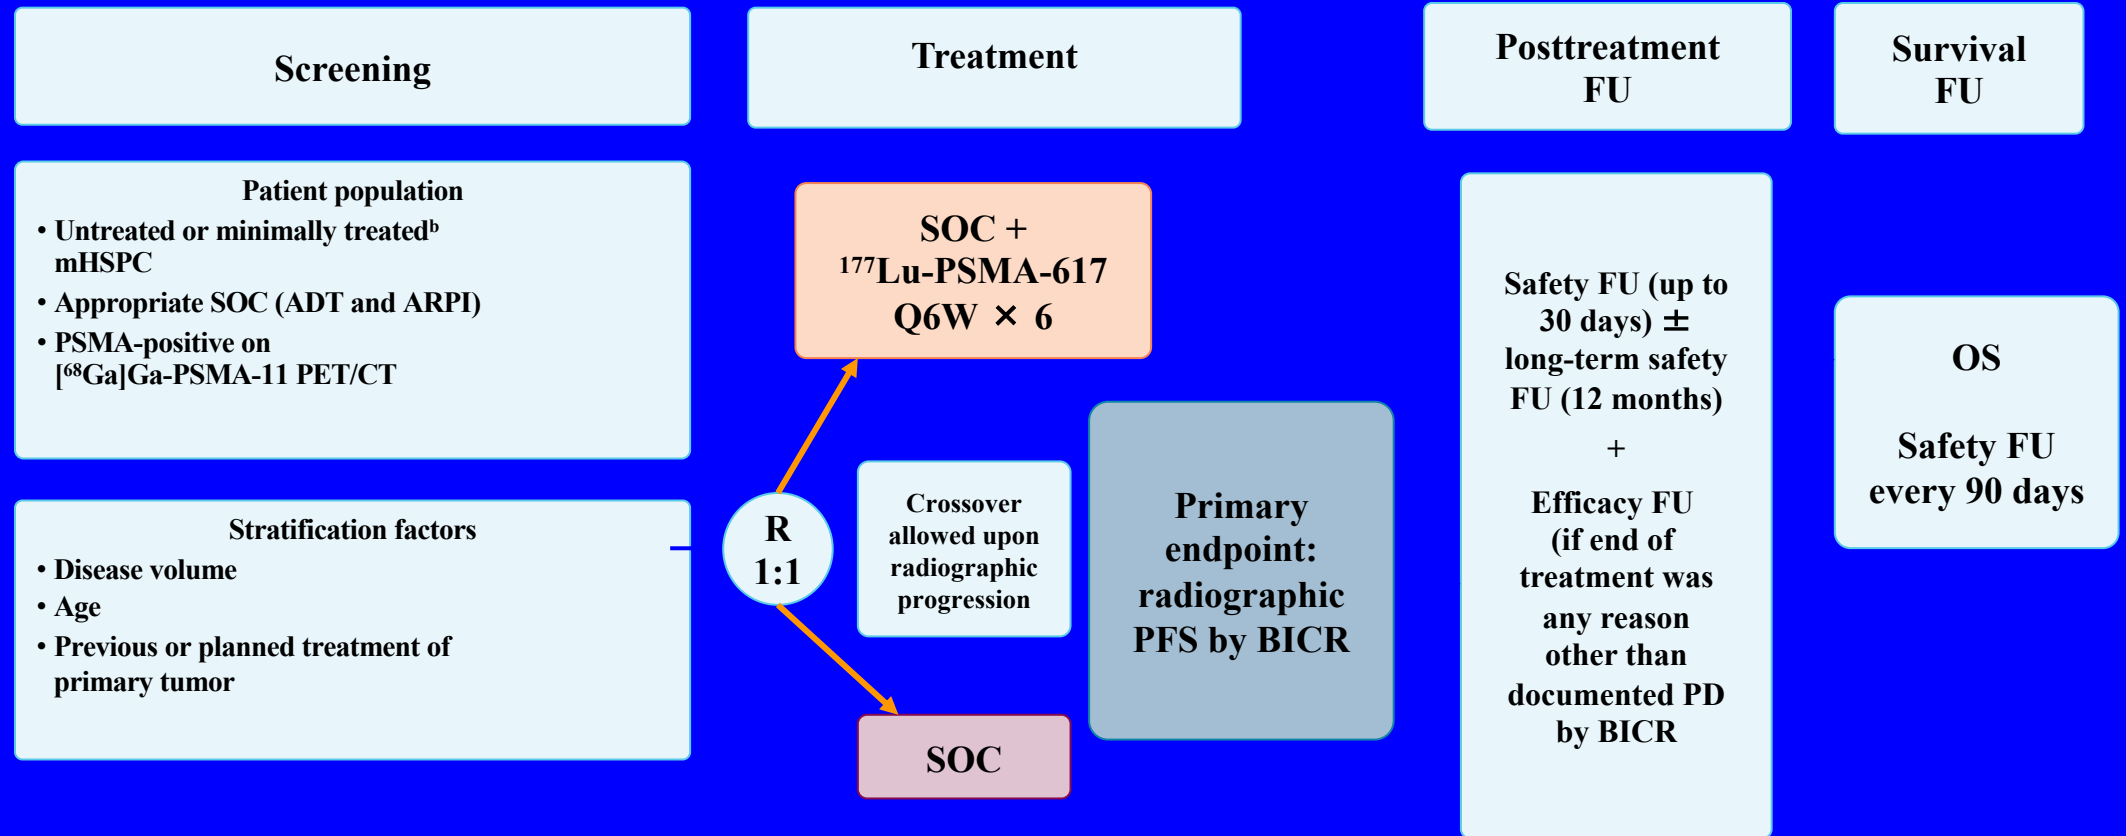 Screening
Treatment
Posttreatment
FU
Survival
FU
Patient population
• Untreated or minimally treatedᵇ
mHSPC
• Appropriate SOC (ADT and ARPI)
• PSMA-positive on
[⁶⁸Ga]Ga-PSMA-11 PET/CT
Stratification factors
• Disease volume
• Age
• Previous or planned treatment of
primary tumor
R
1:1
SOC +
¹⁷⁷Lu-PSMA-617
Q6W × 6
Crossover
allowed upon
radiographic
progression
SOC
Primary
endpoint:
radiographic
PFS by BICR
Safety FU (up to
30 days) ±
long-term safety
FU (12 months)
+
Efficacy FU
(if end of
treatment was
any reason
other than
documented PD
by BICR
OS
Safety FU
every 90 days